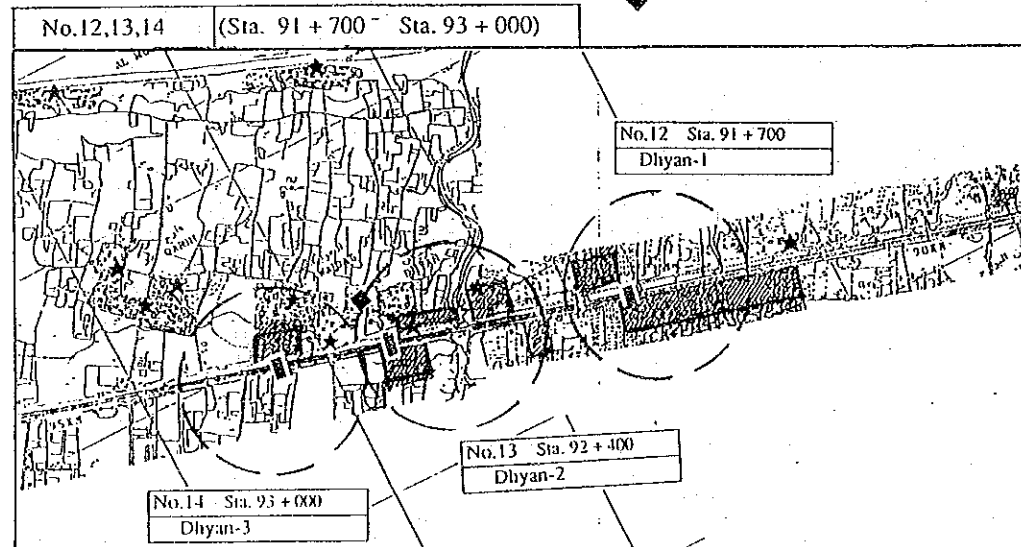 No.12,13,14 (Sta. 91 + 700 - Sta. 93 + 000)
No.12 Sta. 91 + 700
Dhyan-1
No.13 Sta. 92 + 400
Dhyan-2
No.14 Sta. 93 + 000
Dhyan-3